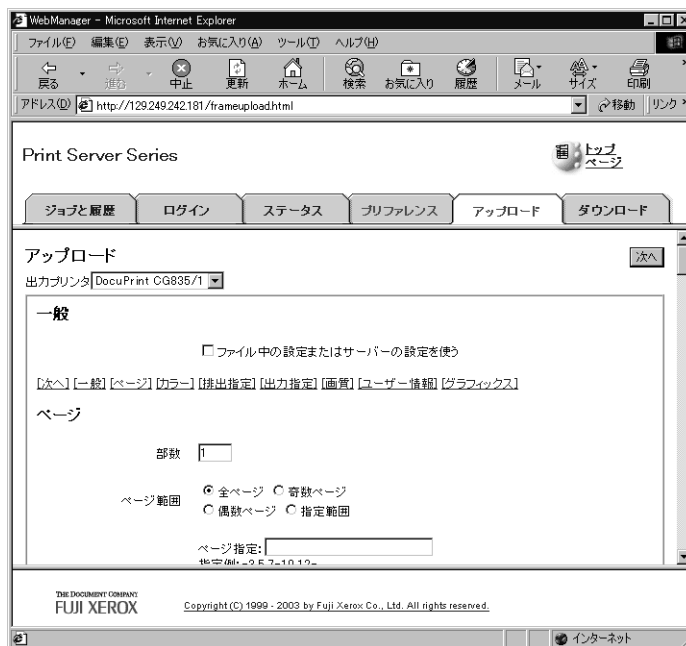 WebManager - Microsoft Internet Explorer
ファイル(F) 編集(E) 表示(V) お気に入り(A) ツール(T) ヘルプ(H)
戻る 進む 中止 更新 ホーム 検索 お気に入り 履歴 メール サイズ 印刷
アドレス(D) http://129.249.242.181/frameupload.html 移動 リンク
Print Server Series
トップ
ページ
ジョブと履歴 ログイン ステータス プリファレンス アップロード ダウンロード
アップロード
次へ
出力プリンタ DocuPrint CG835/1
一般
ファイル中の設定またはサーバーの設定を使う
[次へ] [一般] [ページ] [カラー] [排出指定] [出力指定] [画質] [ユーザー情報] [グラフィックス]
ページ
部数 1
ページ範囲
全ページ 奇数ページ
偶数ページ 指定範囲
ページ指定:
指定例: -3,5,7-10,12-
THE DOCUMENT COMPANY
FUJI XEROX
Copyright (C) 1999 - 2003 by Fuji Xerox Co., Ltd. All rights reserved.
インターネット